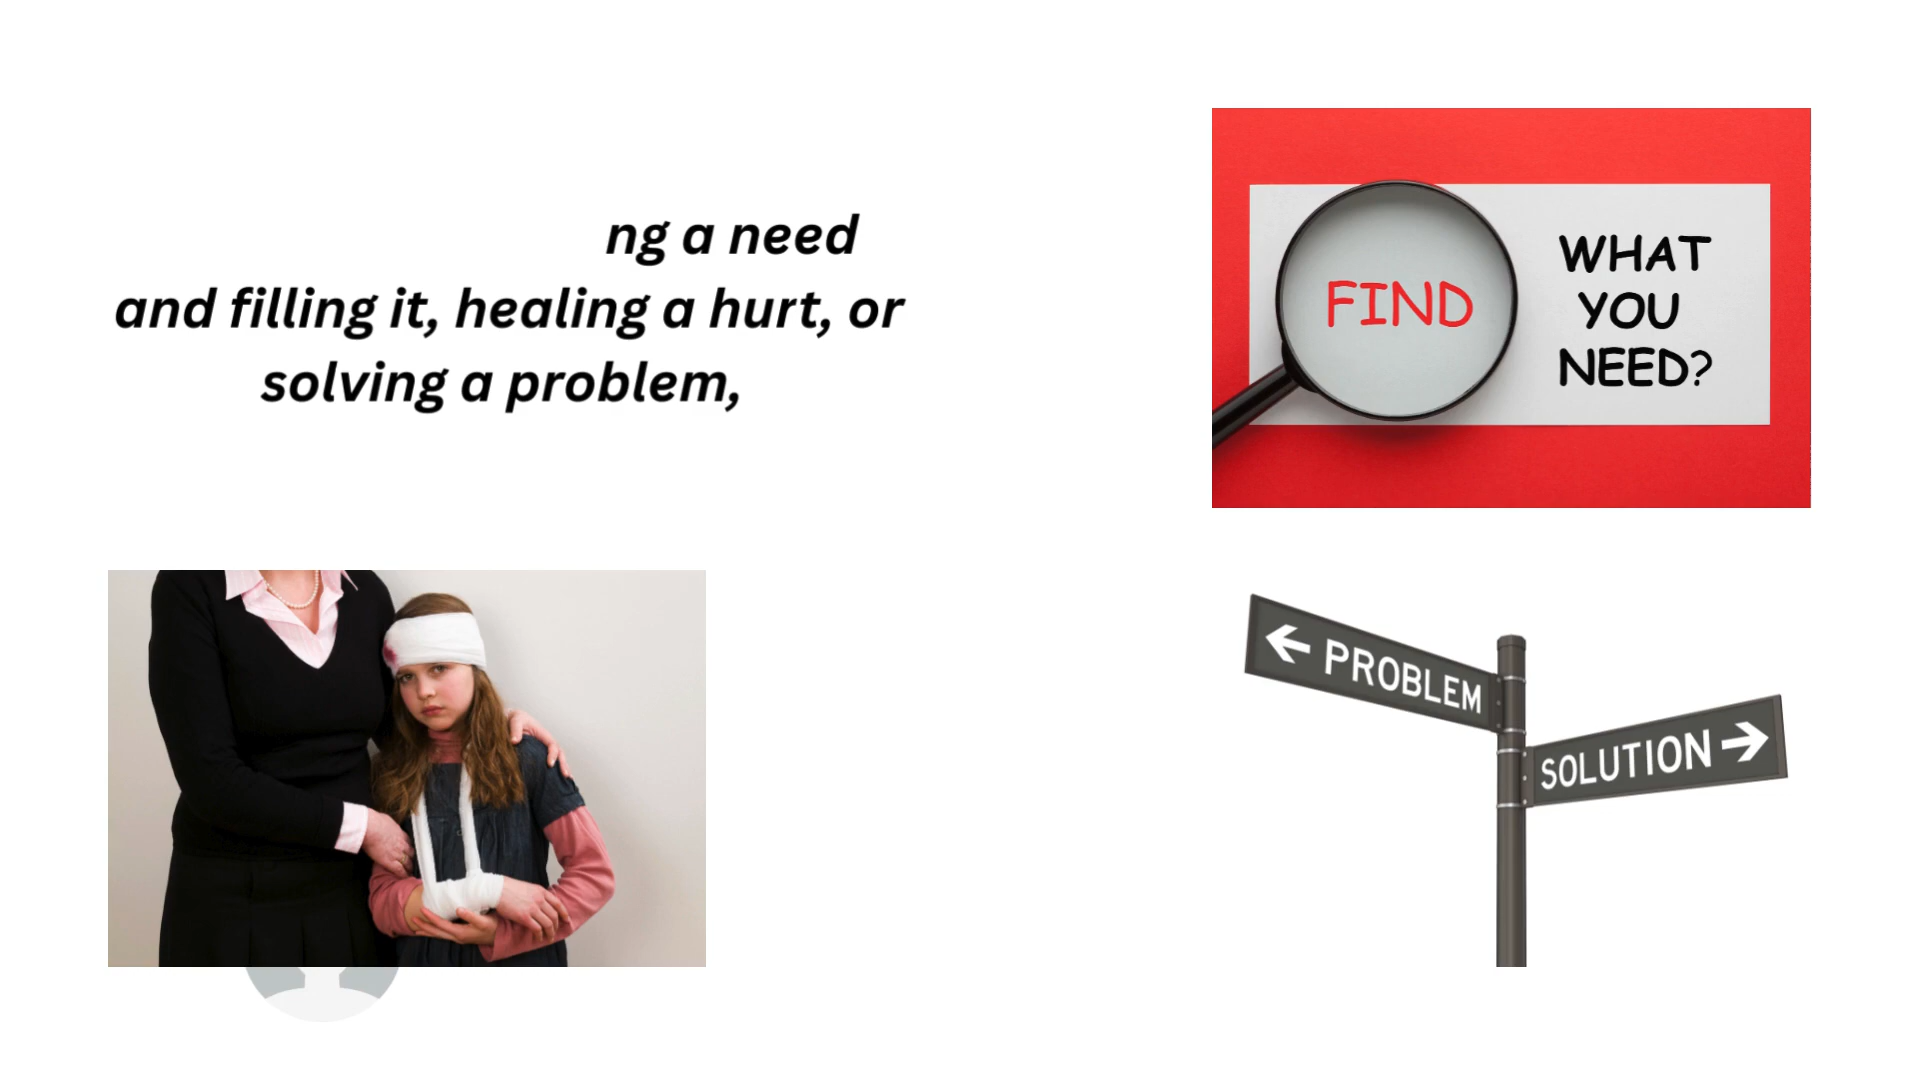 ng a need
and filling it, healing a hurt, or
solving a problem,
FIND
WHAT
YOU
NEED?
← PROBLEM
SOLUTION →